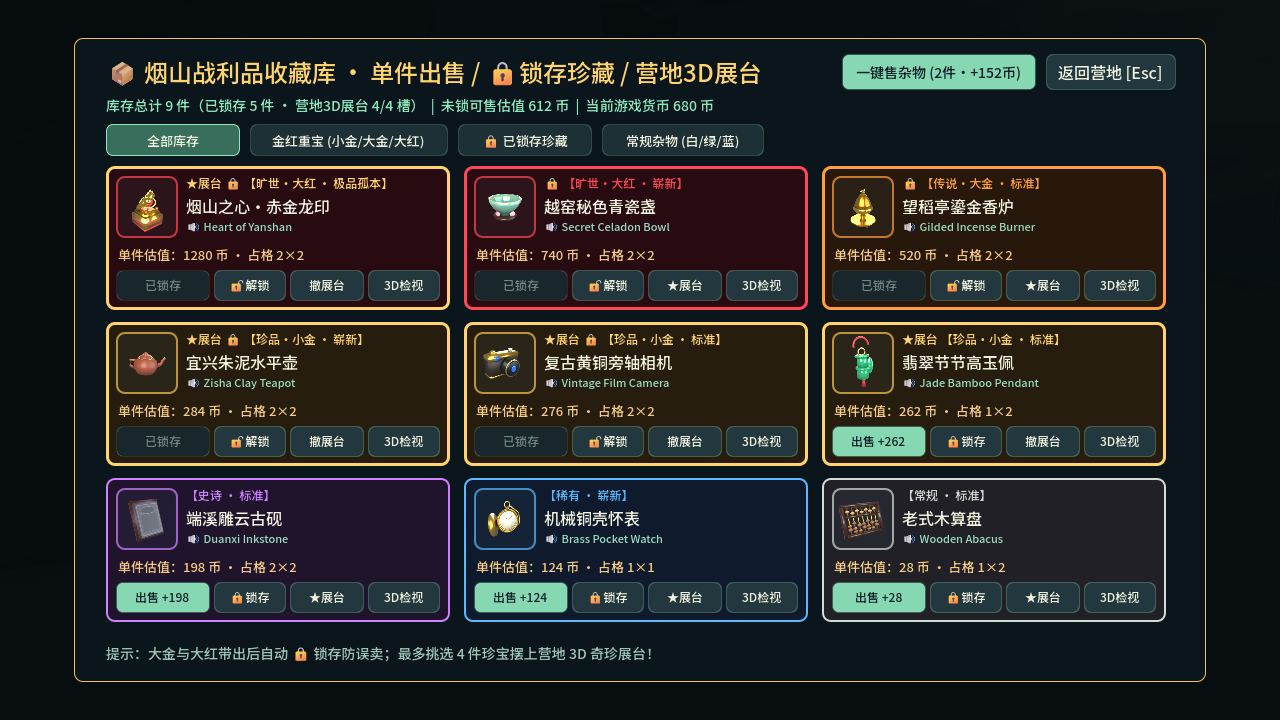 烟山战利品收藏库 · 单件出售 / 🔒锁存珍藏 / 营地3D展台
一键售杂物 (2件·+152币)
返回营地 [Esc]
库存总计 9 件（已锁存 5 件 · 营地3D展台 4/4 槽） | 未锁可售估值 612 币 | 当前游戏货币 680 币
全部库存
金红重宝 (小金/大金/大红)
🔒 已锁存珍藏
常规杂物 (白/绿/蓝)
★展台 🔒 【旷世·大红 · 极品孤本】
烟山之心·赤金龙印
🔊 Heart of Yanshan
单件估值：1280 币 · 占格 2×2
已锁存
🔓解锁
撤展台
3D检视
🔒 【旷世·大红 · 崭新】
越窑秘色青瓷盏
🔊 Secret Celadon Bowl
单件估值：740 币 · 占格 2×2
已锁存
🔓解锁
★展台
3D检视
🔒 【传说·大金 · 标准】
望稻亭鎏金香炉
🔊 Gilded Incense Burner
单件估值：520 币 · 占格 2×2
已锁存
🔓解锁
★展台
3D检视
★展台 🔒 【珍品·小金 · 崭新】
宜兴朱泥水平壶
🔊 Zisha Clay Teapot
单件估值：284 币 · 占格 2×2
已锁存
🔓解锁
撤展台
3D检视
★展台 🔒 【珍品·小金 · 标准】
复古黄铜旁轴相机
🔊 Vintage Film Camera
单件估值：276 币 · 占格 2×2
已锁存
🔓解锁
撤展台
3D检视
★展台 【珍品·小金 · 标准】
翡翠节节高玉佩
🔊 Jade Bamboo Pendant
单件估值：262 币 · 占格 1×2
出售 +262
🔒锁存
撤展台
3D检视
【史诗 · 标准】
端溪雕云古砚
🔊 Duanxi Inkstone
单件估值：198 币 · 占格 2×2
出售 +198
🔒锁存
★展台
3D检视
【稀有 · 崭新】
机械铜壳怀表
🔊 Brass Pocket Watch
单件估值：124 币 · 占格 1×1
出售 +124
🔒锁存
★展台
3D检视
【常规 · 标准】
老式木算盘
🔊 Wooden Abacus
单件估值：28 币 · 占格 1×2
出售 +28
🔒锁存
★展台
3D检视
提示：大金与大红带出后自动 🔒 锁存防误卖；最多挑选 4 件珍宝摆上营地 3D 奇珍展台！